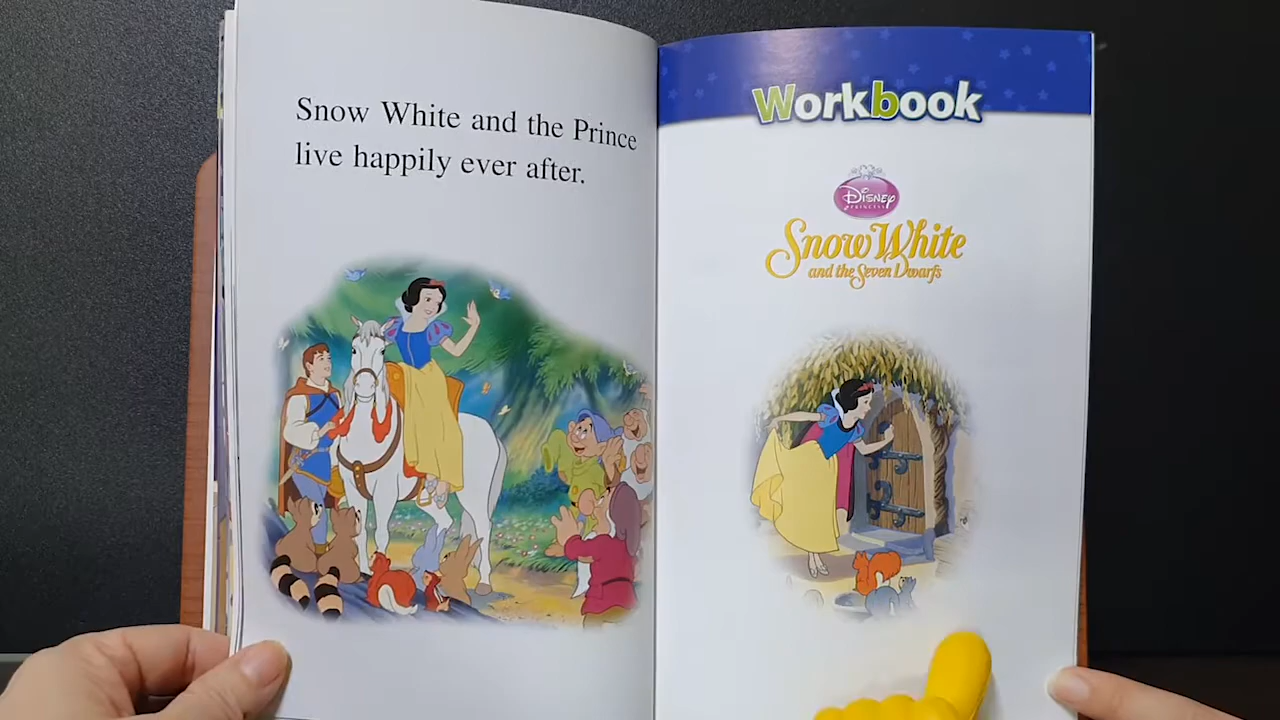 Snow White and the Prince
live happily ever after.
Workbook
Disney
PRINCESS
Snow White
and the Seven Dwarfs